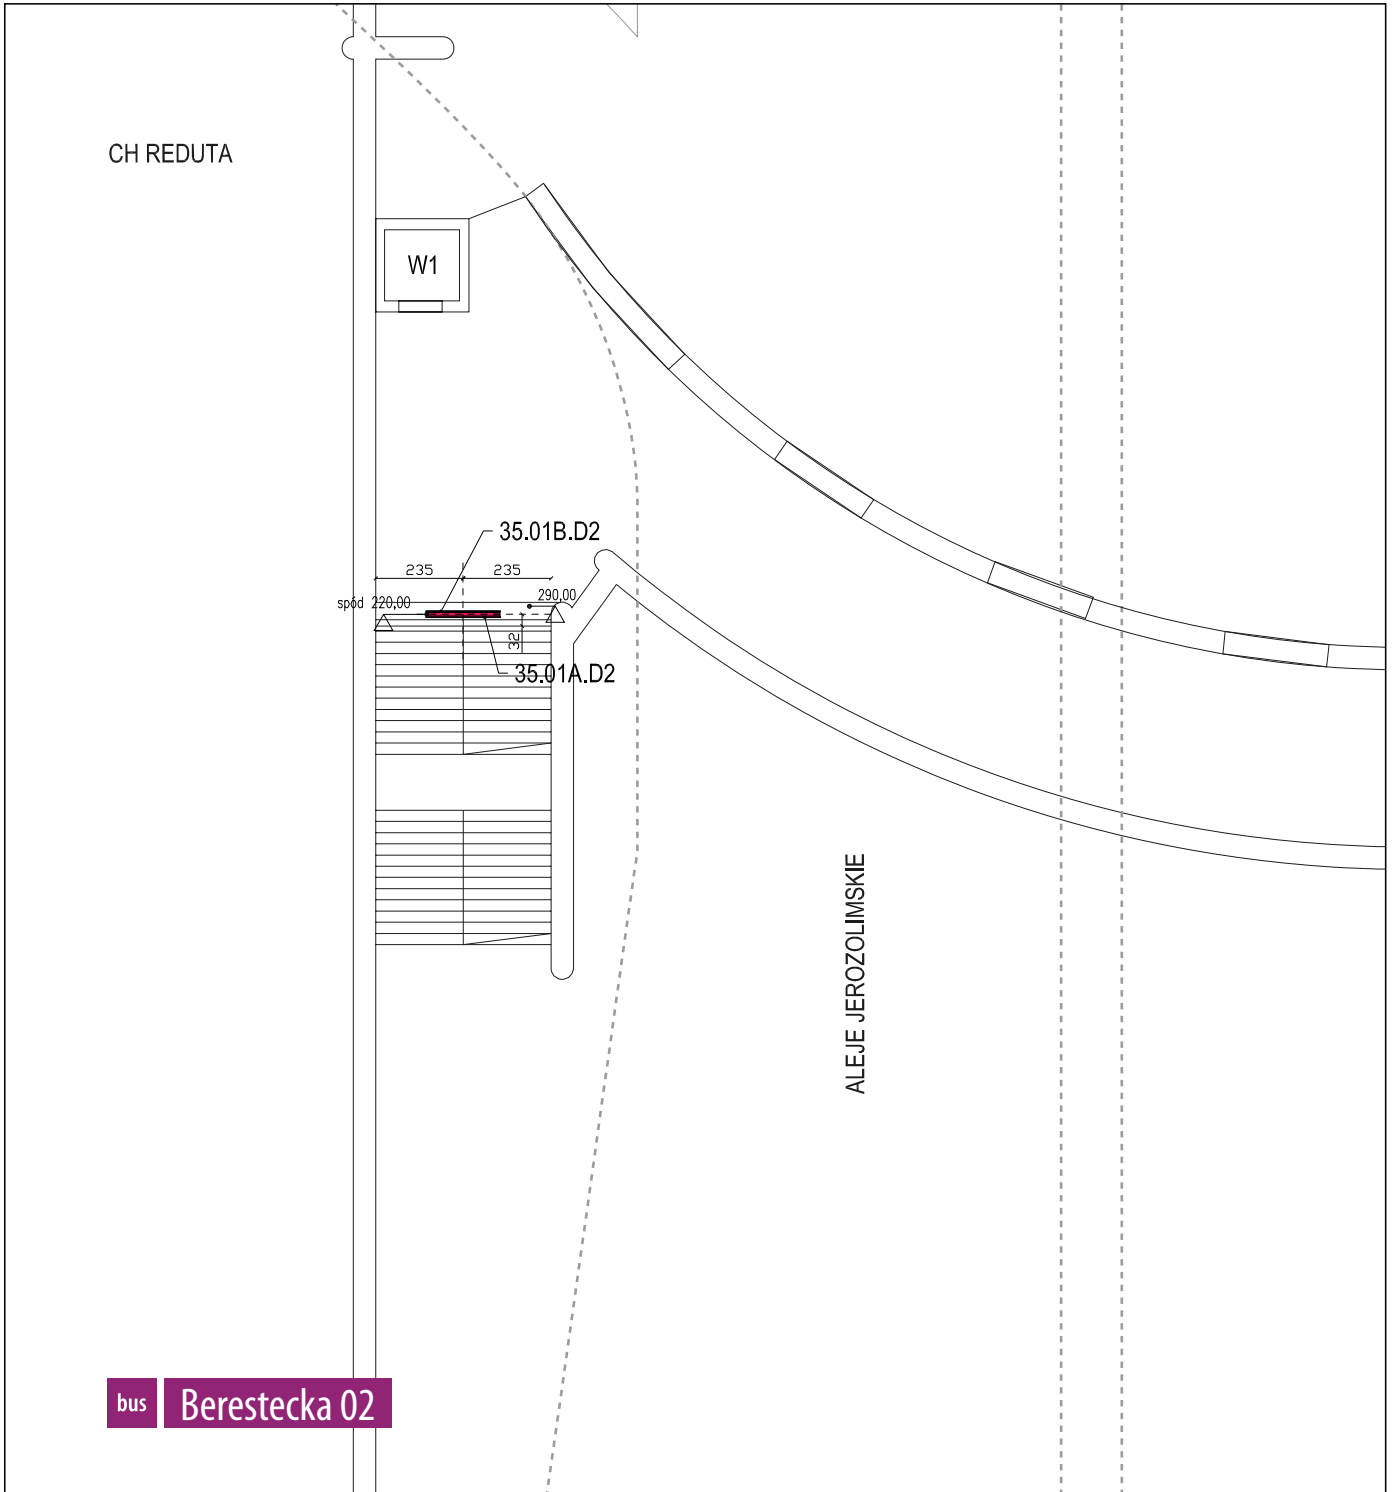 CH REDUTA
W1
35.01B.D2
235
235
spód 220,00
290,00
32
35.01A.D2
ALEJE JEROZOLIMSKIE
bus Berestecka 02